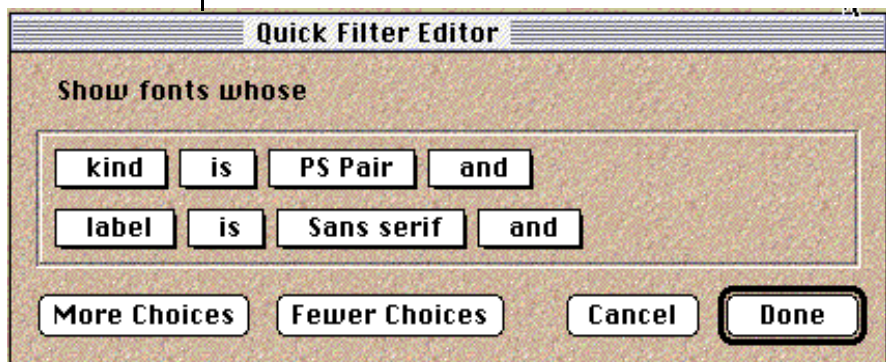 Quick Filter Editor
Show fonts whose
kind is PS Pair and
label is Sans serif and
More Choices Fewer Choices Cancel Done